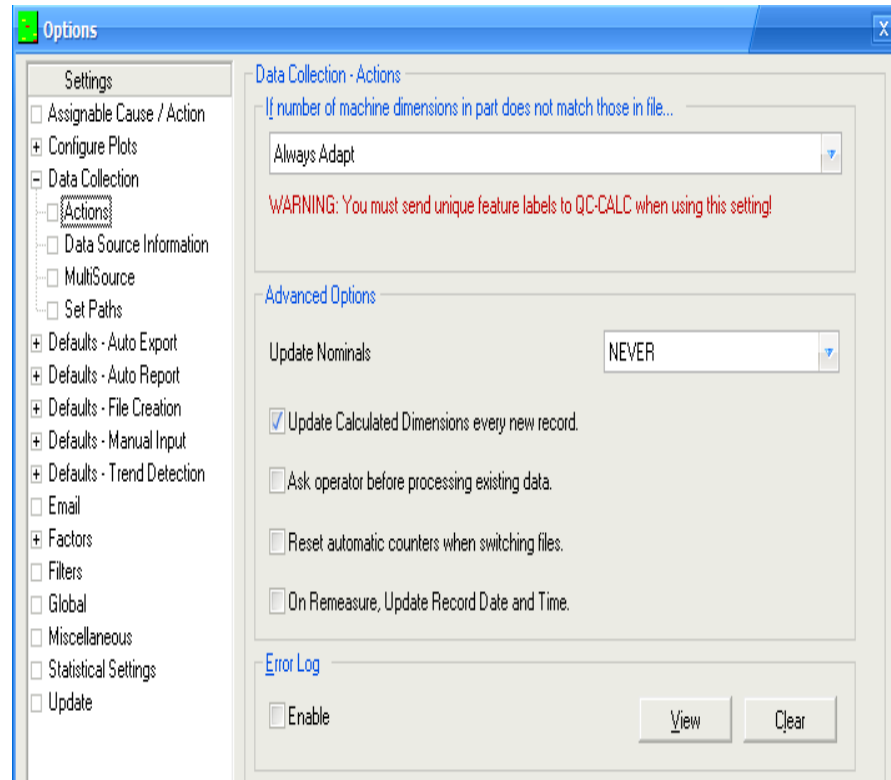 Options
X
Settings
Assignable Cause / Action
Configure Plots
Data Collection
Actions
Data Source Information
MultiSource
Set Paths
Defaults - Auto Export
Defaults - Auto Report
Defaults - File Creation
Defaults - Manual Input
Defaults - Trend Detection
Email
Factors
Filters
Global
Miscellaneous
Statistical Settings
Update
Data Collection - Actions
If number of machine dimensions in part does not match those in file...
Always Adapt
WARNING: You must send unique feature labels to QC-CALC when using this setting!
Advanced Options
Update Nominals
NEVER
Update Calculated Dimensions every new record.
Ask operator before processing existing data.
Reset automatic counters when switching files.
On Remeasure, Update Record Date and Time.
Error Log
Enable
View
Clear